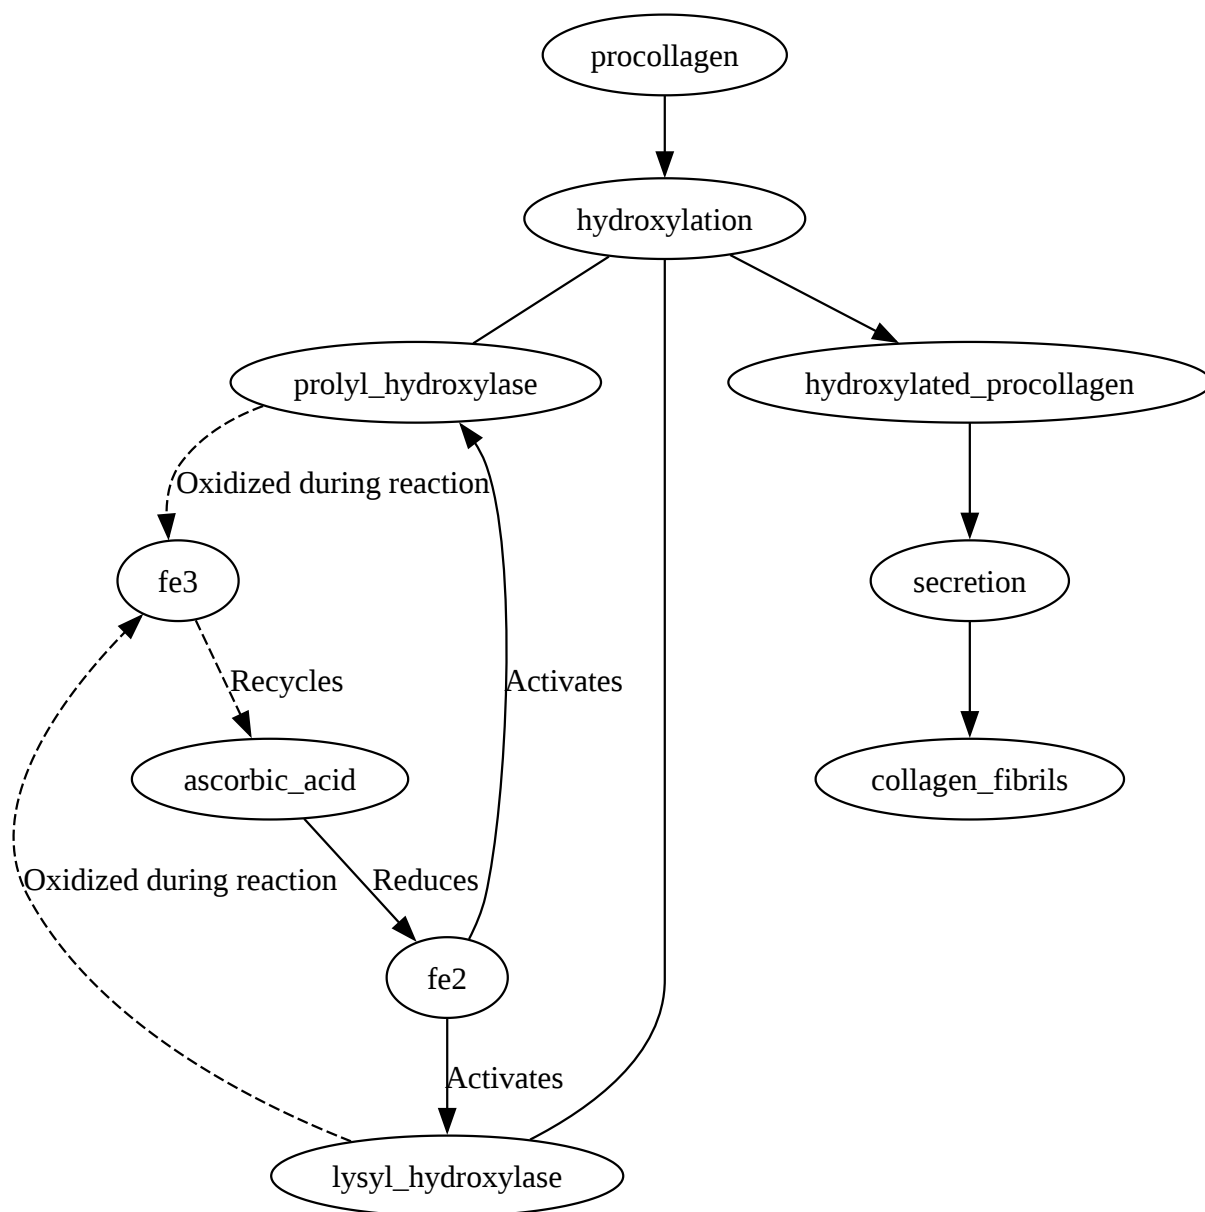 procollagen
hydroxylation
prolyl_hydroxylase
hydroxylated_procollagen
Oxidized during reaction
fe3
secretion
Recycles
Activates
ascorbic_acid
collagen_fibrils
Oxidized during reaction
Reduces
fe2
Activates
lysyl_hydroxylase